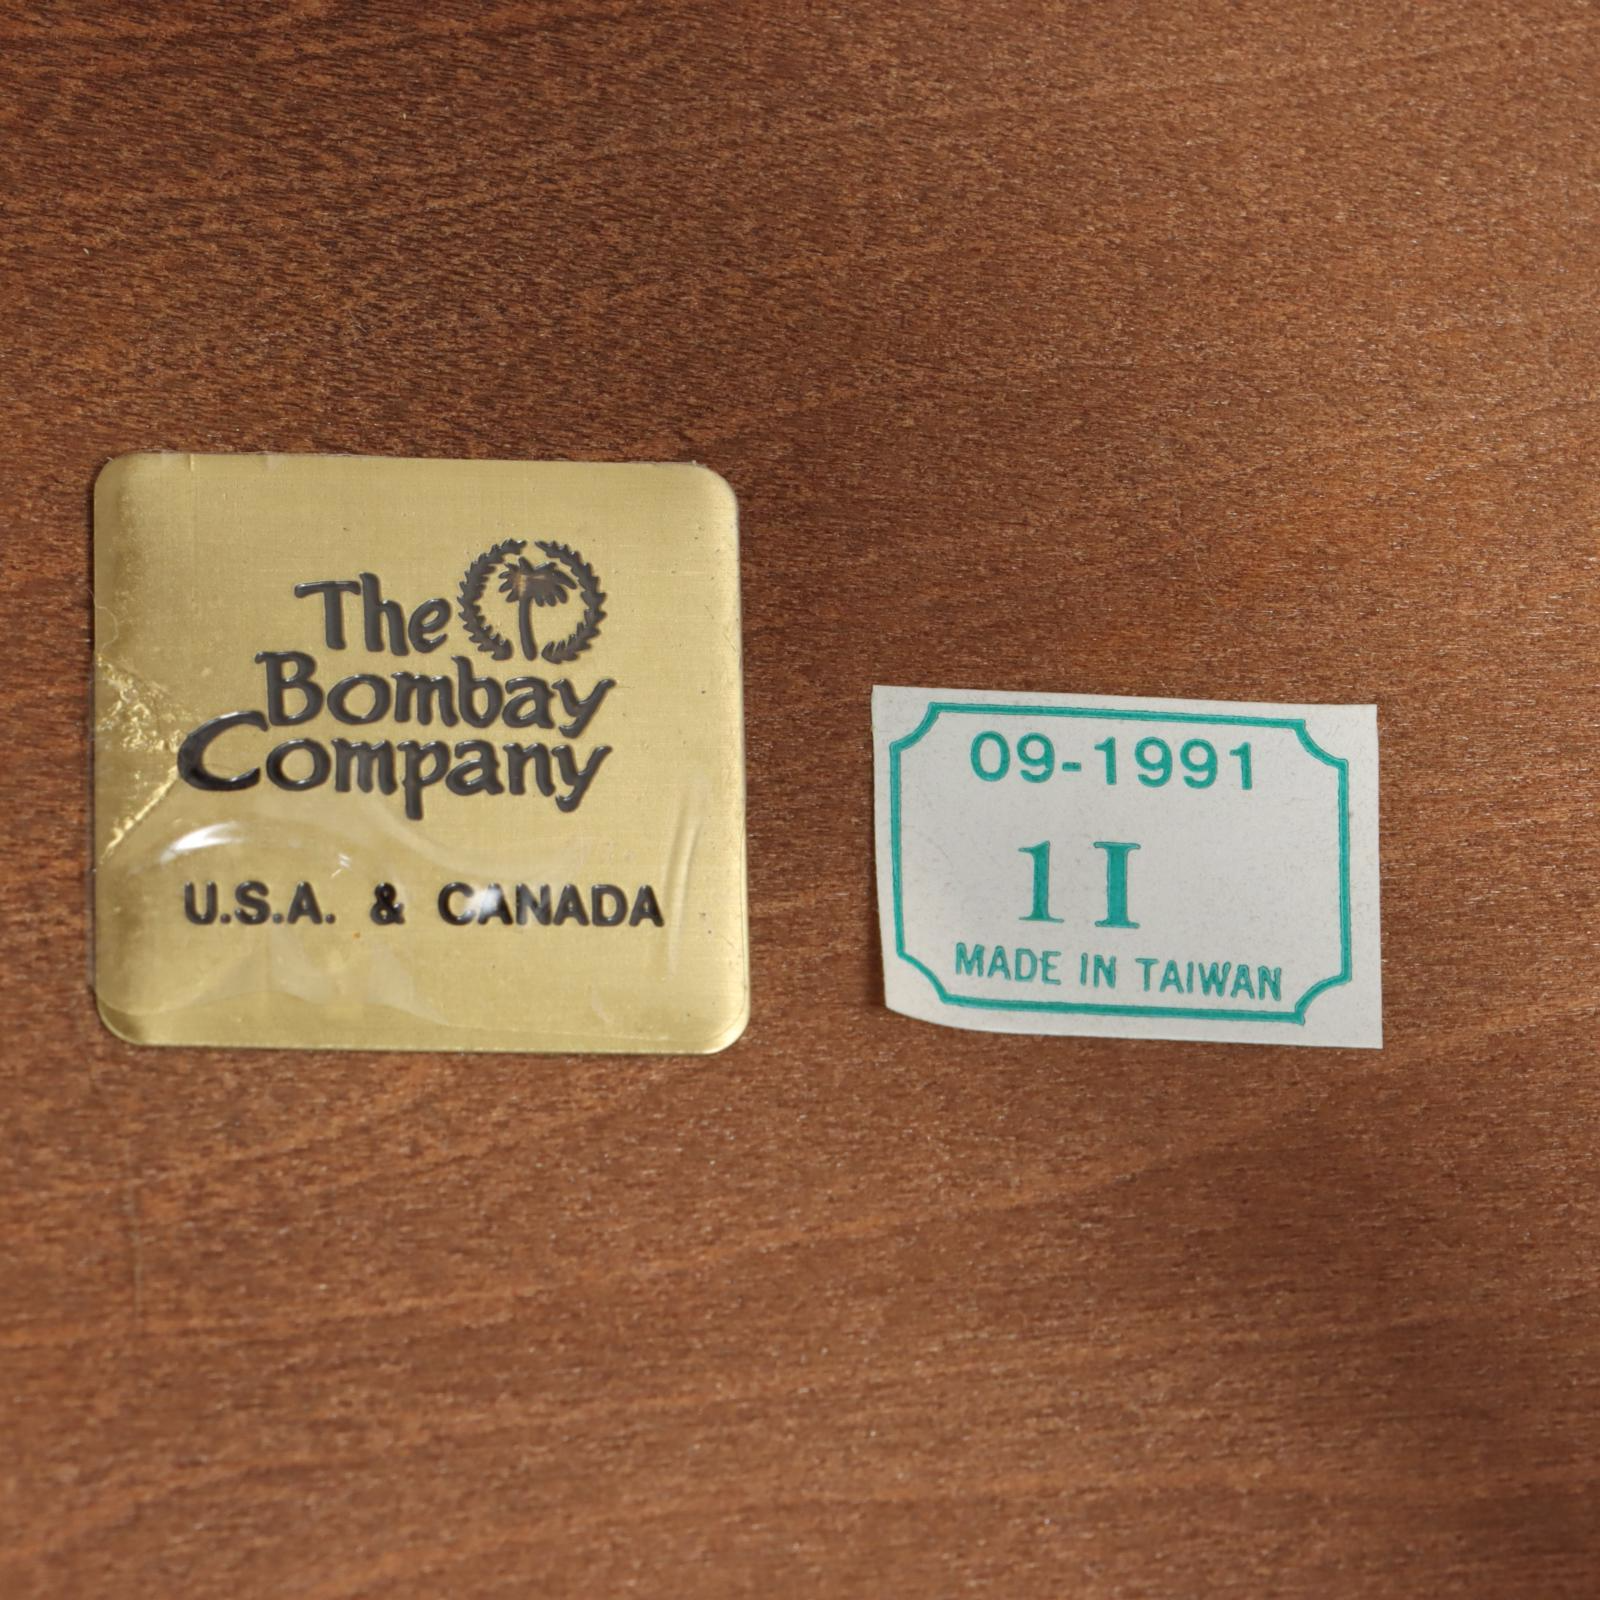 The
Bombay
Company
U.S.A. & CANADA
09-1991
1I
MADE IN TAIWAN